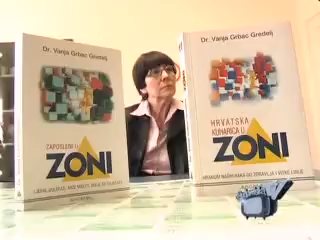 Dr. Vanja Grbac Gredelj
ZAPOSLENI U
ZONI
Dr. Vanja Grbac Gredelj
HRVATSKA
KUHARICA U
ZONI